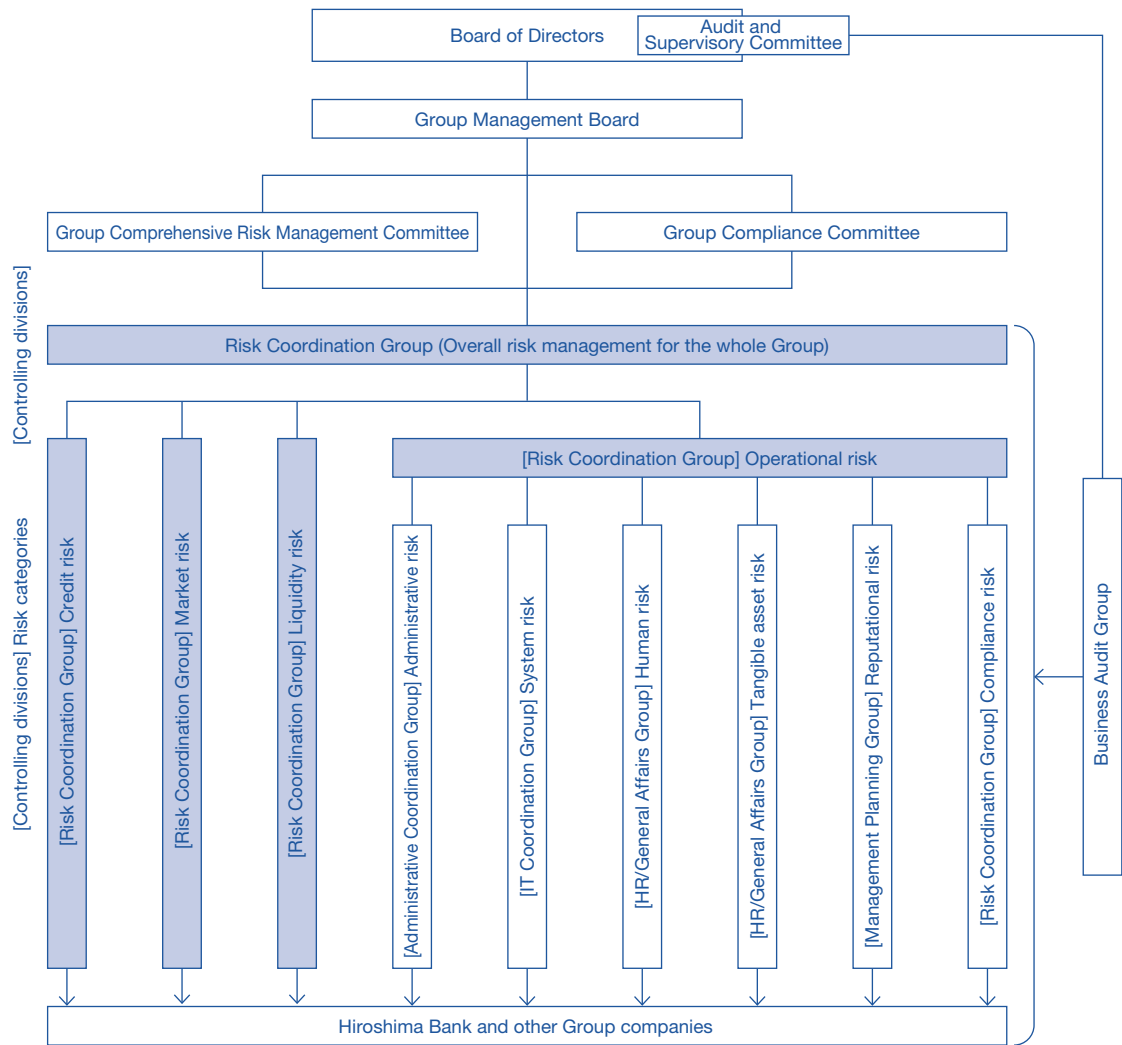 Board of Directors
Audit and
Supervisory Committee
Group Management Board
Group Comprehensive Risk Management Committee
Group Compliance Committee
[Controlling divisions]
Risk Coordination Group (Overall risk management for the whole Group)
[Controlling divisions] Risk categories
[Risk Coordination Group] Credit risk
[Risk Coordination Group] Market risk
[Risk Coordination Group] Liquidity risk
[Risk Coordination Group] Operational risk
[Administrative Coordination Group] Administrative risk
[IT Coordination Group] System risk
[HR/General Affairs Group] Human risk
[HR/General Affairs Group] Tangible asset risk
[Management Planning Group] Reputational risk
[Risk Coordination Group] Compliance risk
Business Audit Group
Hiroshima Bank and other Group companies